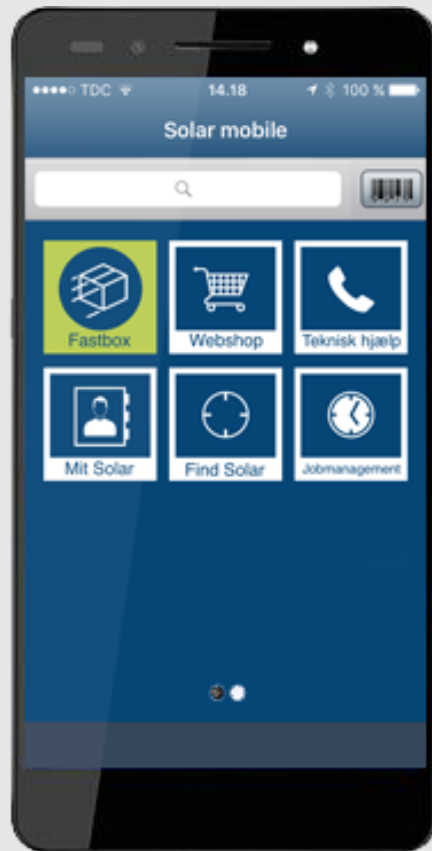 TDC 14.18 100 %
Solar mobile
Fastbox Webshop Teknisk hjælp
Mit Solar Find Solar Jobmanagement